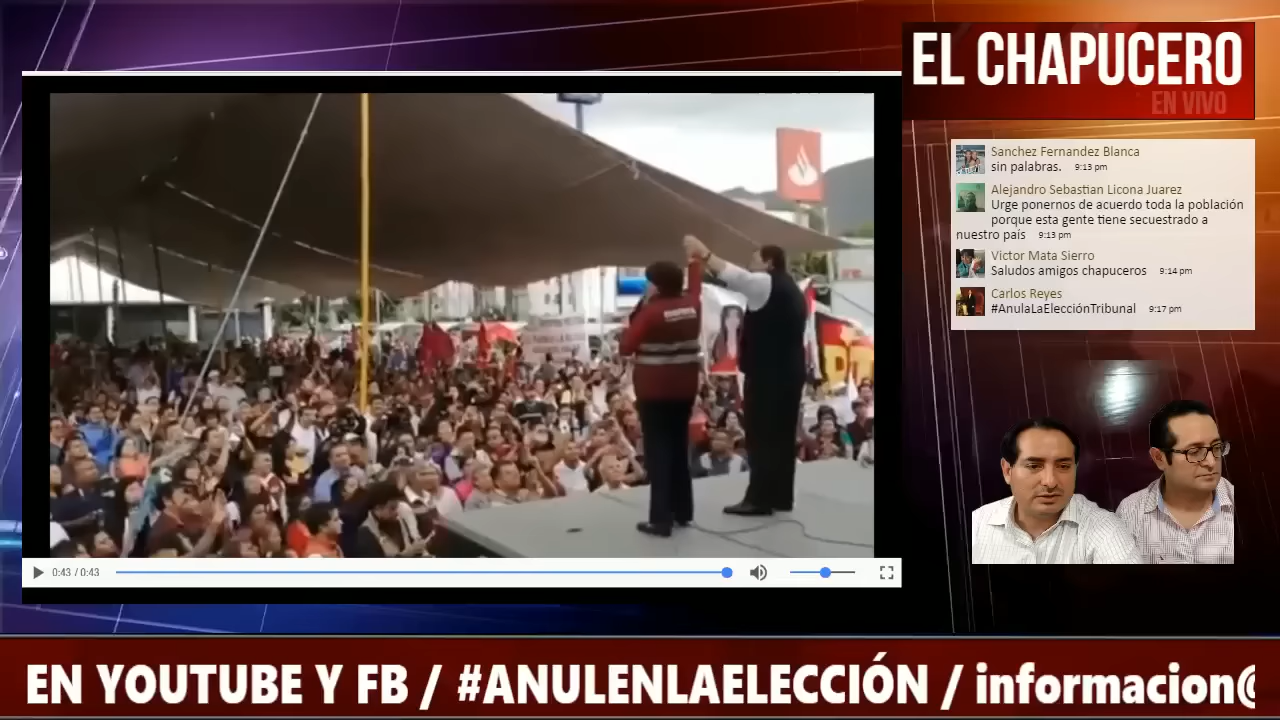 EL CHAPUCERO
EN VIVO
Sanchez Fernandez Blanca
sin palabras. 9:13 pm
Alejandro Sebastian Licona Juarez
Urge ponernos de acuerdo toda la población
porque esta gente tiene secuestrado a
nuestro país 9:13 pm
Victor Mata Sierro
Saludos amigos chapuceros 9:14 pm
Carlos Reyes
#AnulaLaElecciónTribunal 9:17 pm
0:43 / 0:43
EN YOUTUBE Y FB / #ANULENLAELECCIÓN / informacion@